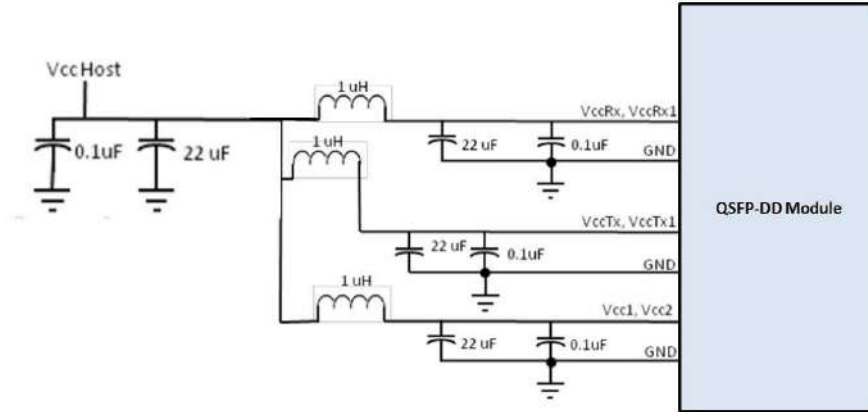 VccHost
0.1uF
22 uF
1 uH
VccRx, VccRx1
22 uF
0.1uF
GND
1 uH
VccTx, VccTx1
22 uF
0.1uF
GND
1 uH
Vcc1, Vcc2
22 uF
0.1uF
GND
QSFP-DD Module